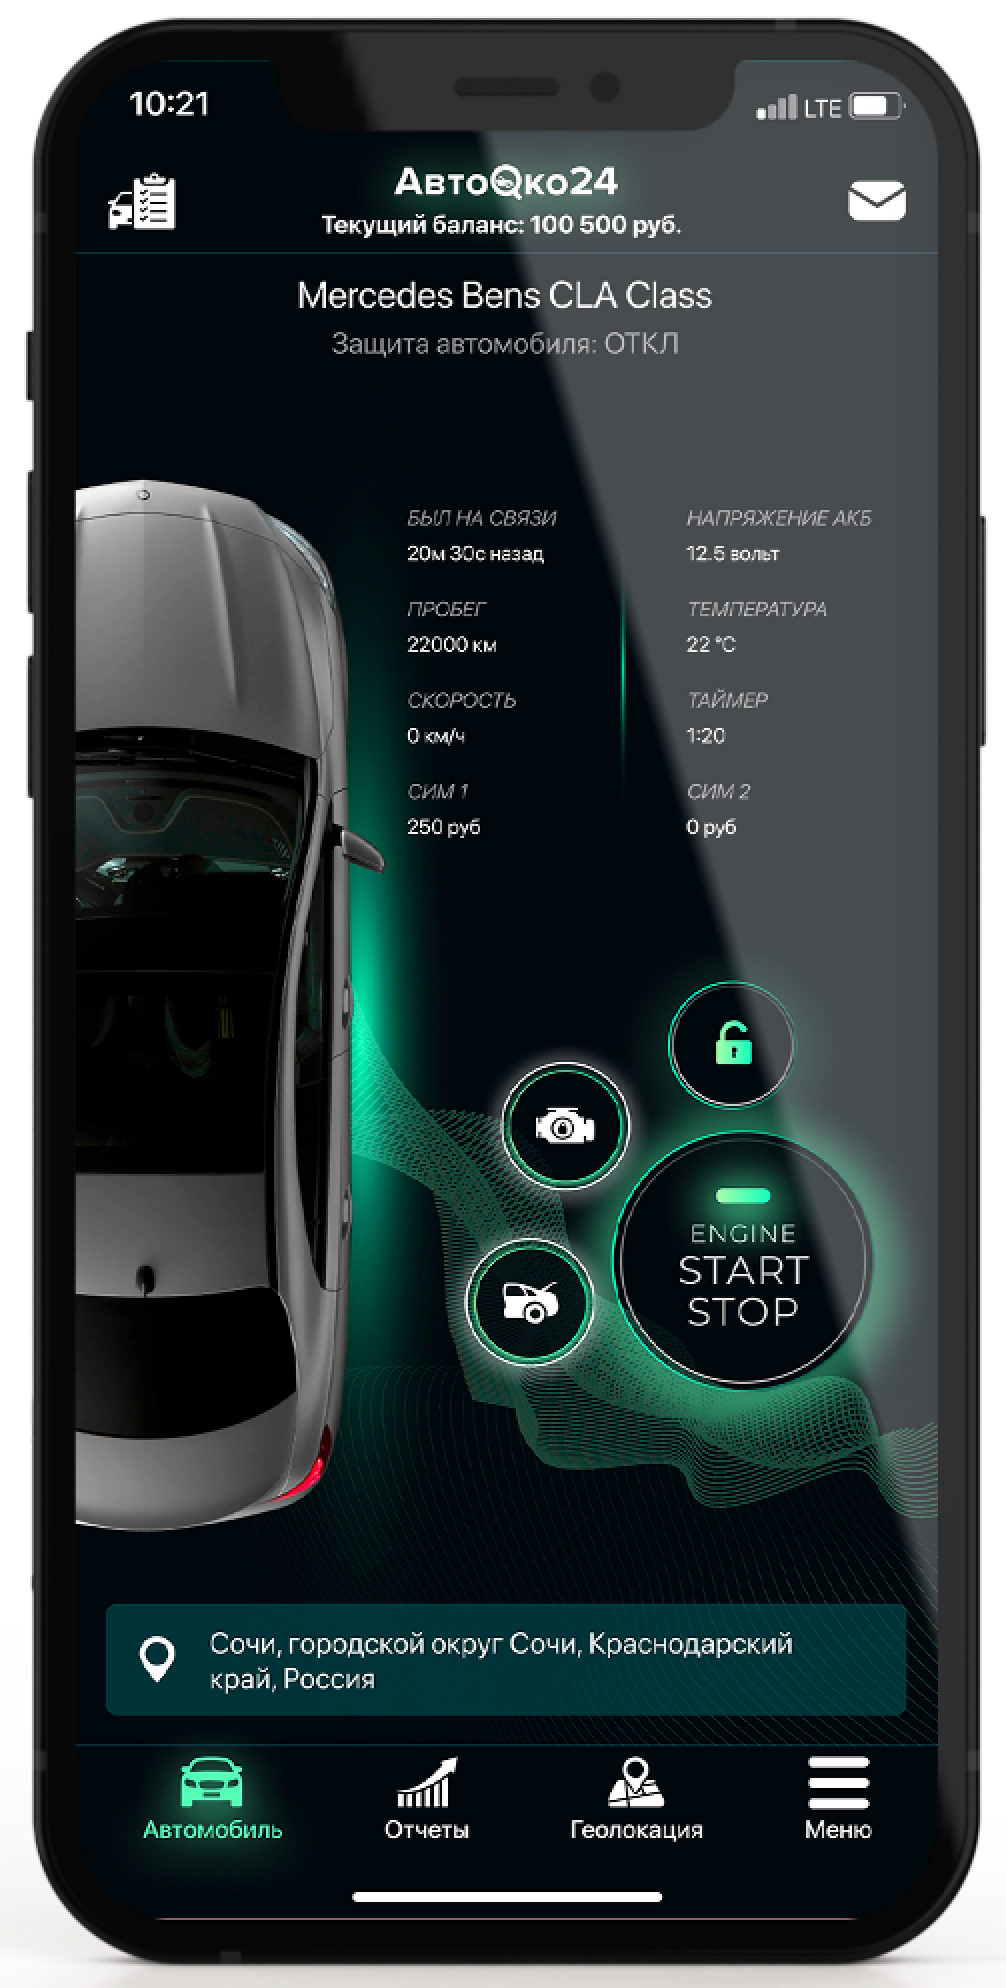 10:21
LTE
АвтоОко24
Текущий баланс: 100 500 руб.
Mercedes Bens CLA Class
Защита автомобиля: ОТКЛ
БЫЛ НА СВЯЗИ
20м 30с назад
НАПРЯЖЕНИЕ АКБ
12.5 вольт
ПРОБЕГ
22000 км
ТЕМПЕРАТУРА
22 °C
СКОРОСТЬ
0 км/ч
ТАЙМЕР
1:20
СИМ 1
250 руб
СИМ 2
0 руб
ENGINE
START
STOP
Сочи, городской округ Сочи, Краснодарский
край, Россия
Автомобиль
Отчеты
Геолокация
Меню